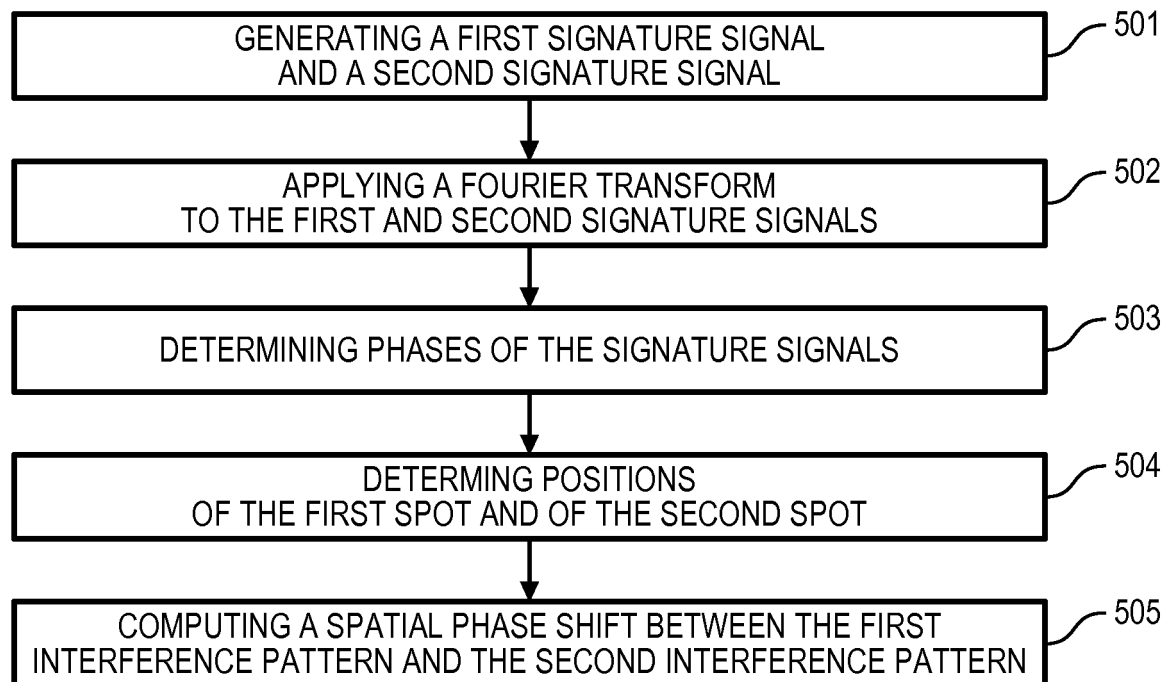 GENERATING A FIRST SIGNATURE SIGNAL
AND A SECOND SIGNATURE SIGNAL
501
APPLYING A FOURIER TRANSFORM
TO THE FIRST AND SECOND SIGNATURE SIGNALS
502
DETERMINING PHASES OF THE SIGNATURE SIGNALS
503
DETERMING POSITIONS
OF THE FIRST SPOT AND OF THE SECOND SPOT
504
COMPUTING A SPATIAL PHASE SHIFT BETWEEN THE FIRST
INTERFERENCE PATTERN AND THE SECOND INTERFERENCE PATTERN
505